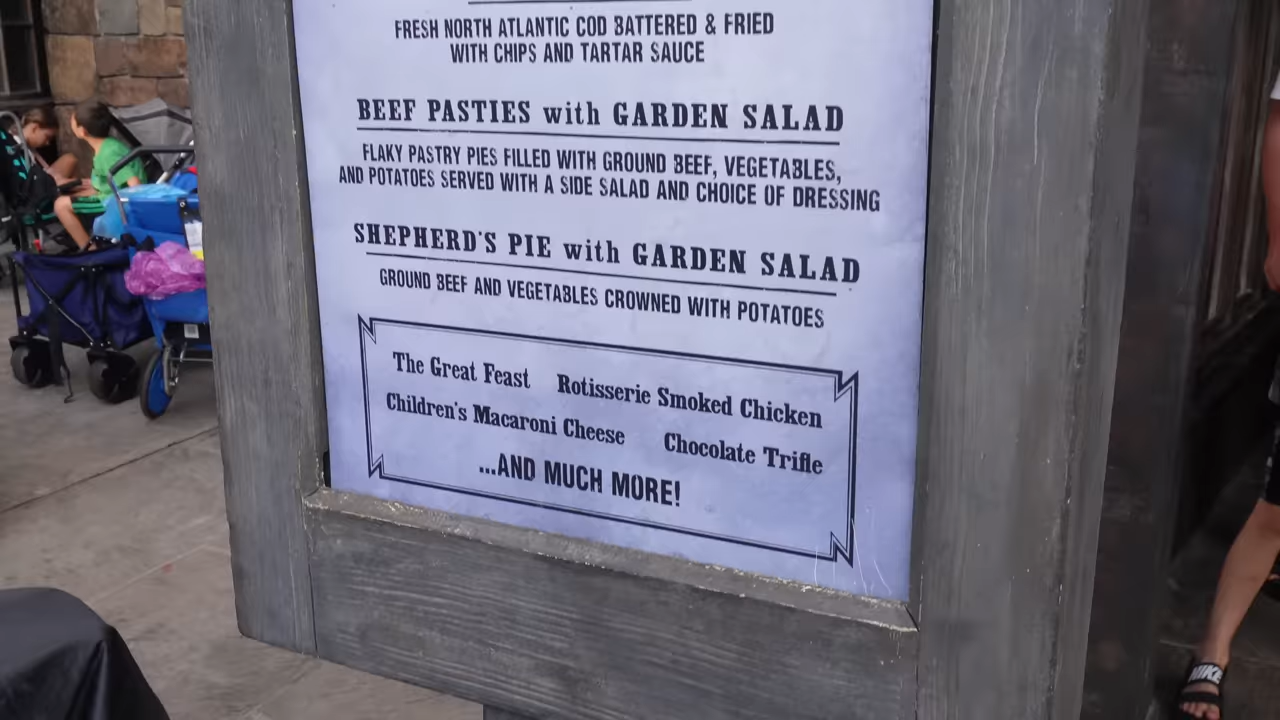 FRESH NORTH ATLANTIC COD BATTERED & FRIED
WITH CHIPS AND TARTAR SAUCE
BEEF PASTIES with GARDEN SALAD
FLAKY PASTRY PIES FILLED WITH GROUND BEEF, VEGETABLES,
AND POTATOES SERVED WITH A SIDE SALAD AND CHOICE OF DRESSING
SHEPHERD'S PIE with GARDEN SALAD
GROUND BEEF AND VEGETABLES CROWNED WITH POTATOES
The Great Feast Rotisserie Smoked Chicken
Children's Macaroni Cheese Chocolate Trifle
...AND MUCH MORE!
NIKE